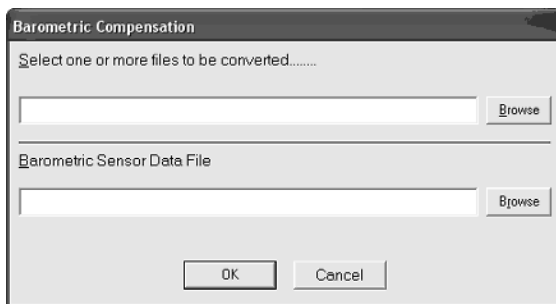 Barometric Compensation
Select one or more files to be converted.......
Browse
Barometric Sensor Data File
Browse
OK Cancel